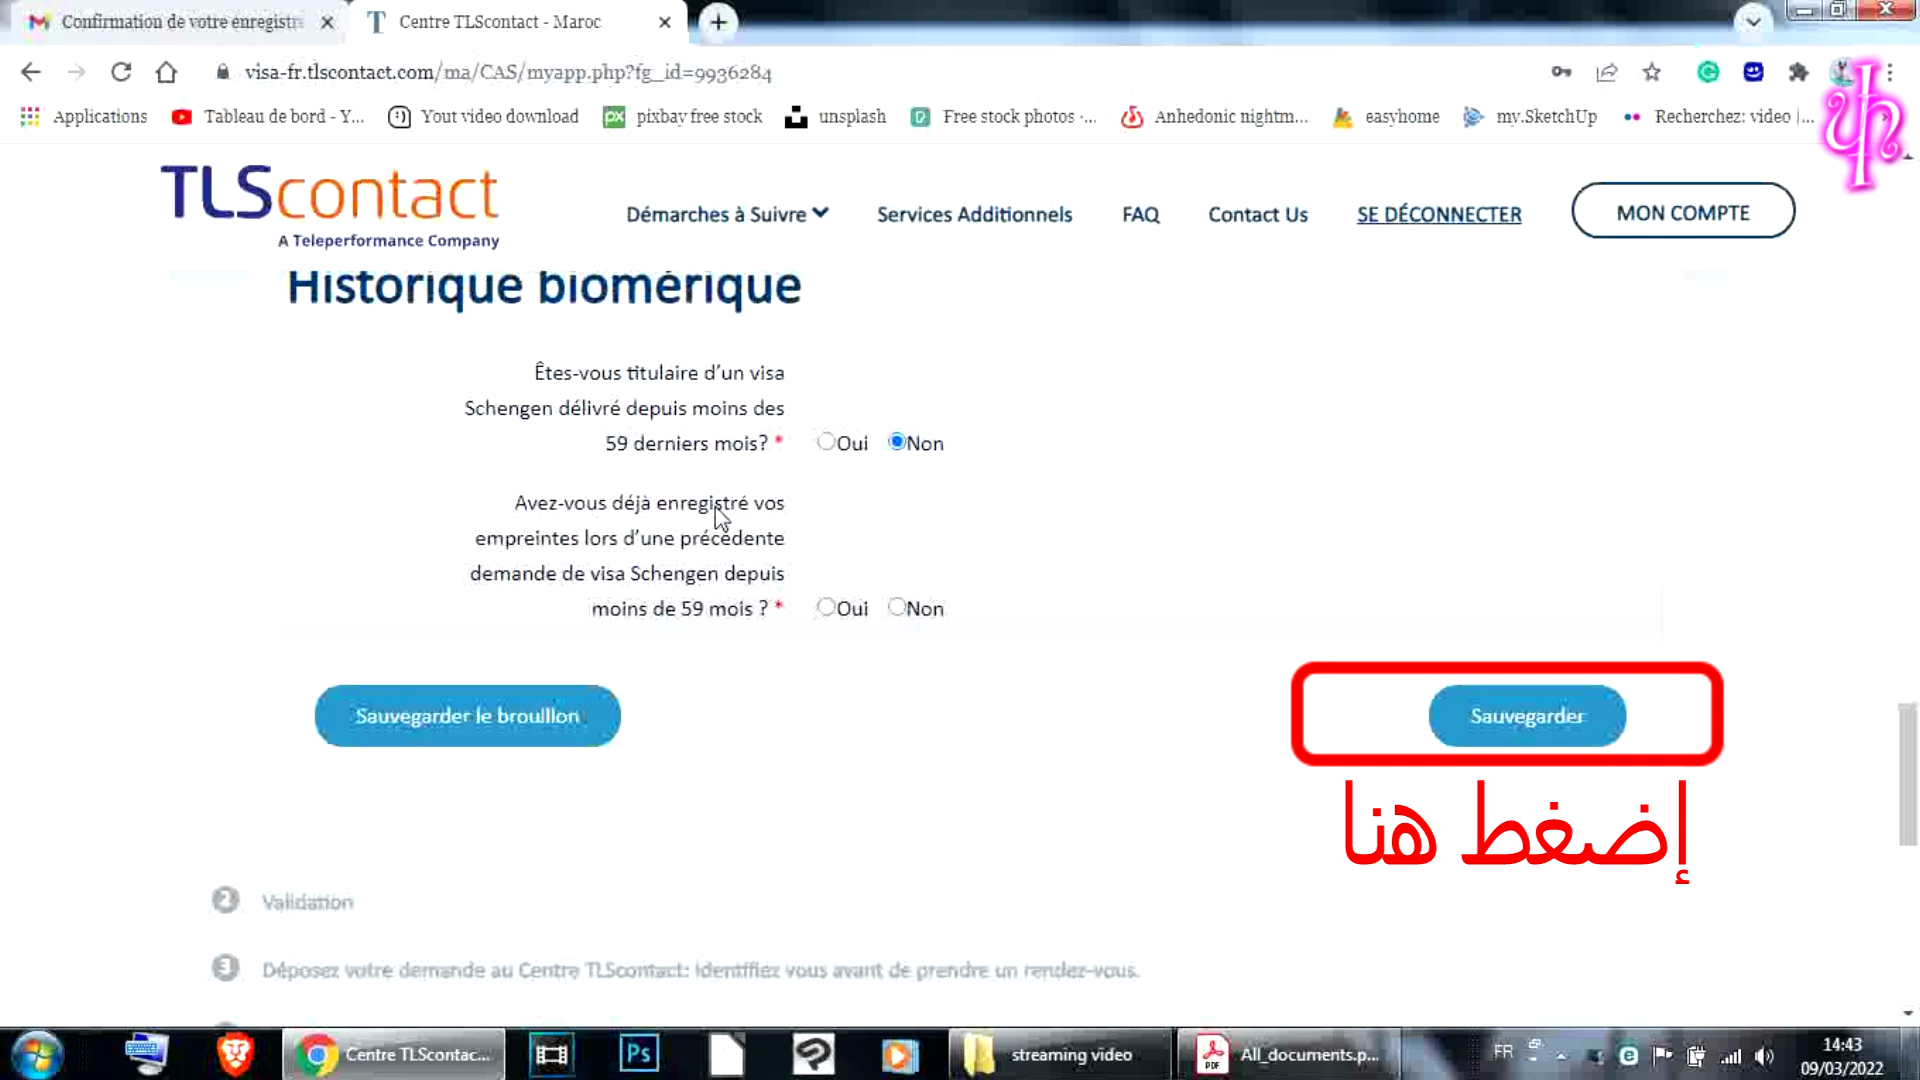 Confirmation de votre enregistre
Centre TLScontact - Maroc
visa-fr.tlscontact.com/ma/CAS/myapp.php?fg_id=9936284
Applications
Tableau de bord - Y...
Yout video download
pixbay free stock
unsplash
Free stock photos -...
Anhedonic nightm...
easyhome
my.SketchUp
Recherchez: video |...
TLScontact
A Teleperformance Company
Démarches à Suivre
Services Additionnels
FAQ
Contact Us
SE DÉCONNECTER
MON COMPTE
Historique biomérique
Êtes-vous titulaire d'un visa
Schengen délivré depuis moins des
59 derniers mois? *
Oui
Non
Avez-vous déjà enregistré vos
empreintes lors d'une précédente
demande de visa Schengen depuis
moins de 59 mois ? *
Oui
Non
Sauvegarder le brouillon
Sauvegarder
إضغط هنا
2 Validation
3 Déposez votre demande au Centre TLScontact: Identifiez vous avant de prendre un rendez-vous.
Centre TLScontac...
Ps
streaming video
PDF
All_documents.p...
FR
14:43
09/03/2022